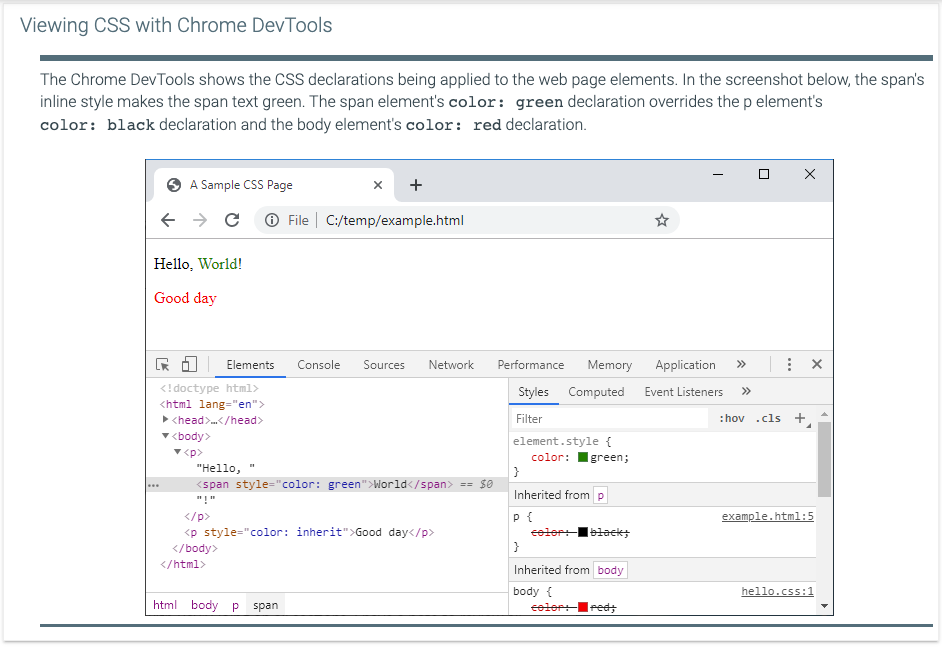 Viewing CSS with Chrome DevTools
The Chrome DevTools shows the CSS declarations being applied to the web page elements. In the screenshot below, the span's
inline style makes the span text green. The span element's color: green declaration overrides the p element's
color: black declaration and the body element's color: red declaration.
A Sample CSS Page
File | C:/temp/example.html
Hello, World!
Good day
Elements Console Sources Network Performance Memory Application »
<!doctype html>
<html lang="en">
<head>…</head>
<body>
<p>
"Hello, "
<span style="color: green">World</span> == $0
"!"
</p>
<p style="color: inherit">Good day</p>
</body>
</html>
html body p span
Styles Computed Event Listeners »
Filter :hov .cls +
element.style {
color: green;
}
Inherited from p
p { example.html:5
color: black;
}
Inherited from body
body { hello.css:1
color: red;